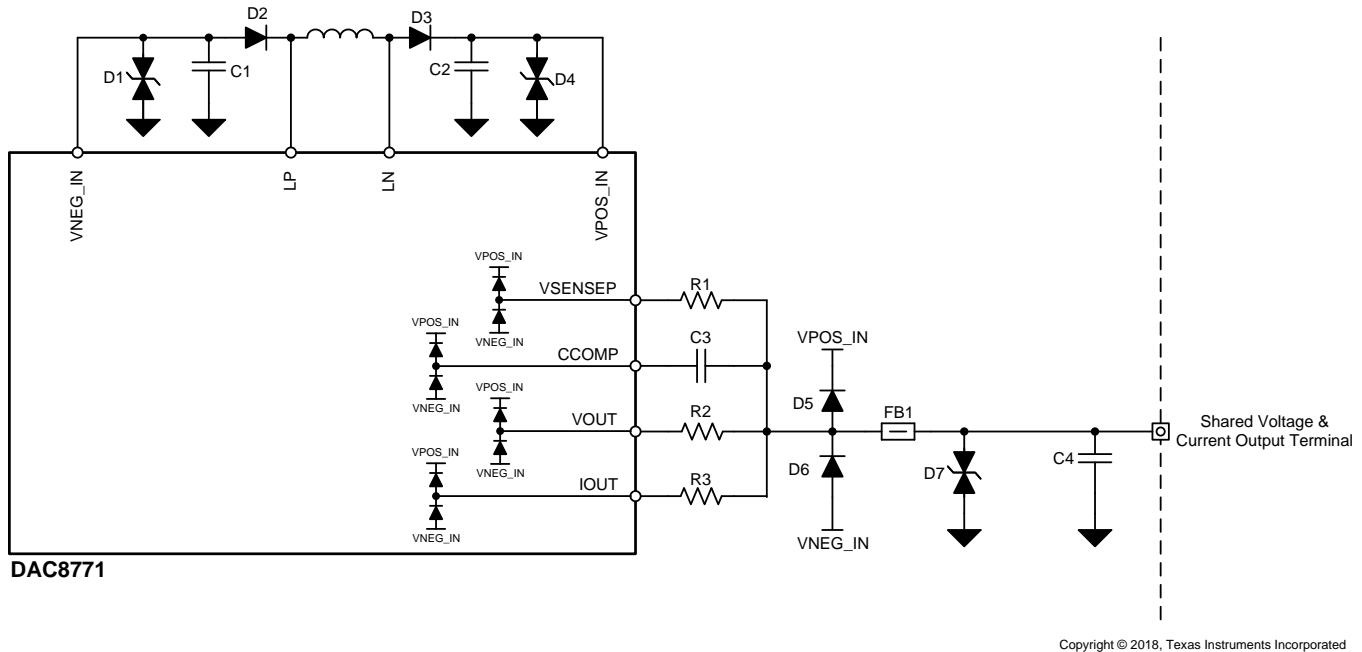 D2
D3
D1
C1
C2
D4
VNEG_IN
LP
LN
VPOS_IN
VPOS_IN
VSENSEP
R1
VNEG_IN
VPOS_IN
CCOMP
C3
VPOS_IN
VNEG_IN
VPOS_IN
VOUT
R2
D5
FB1
Shared Voltage &
Current Output Terminal
VNEG_IN
VPOS_IN
D6
D7
C4
IOUT
R3
VNEG_IN
VNEG_IN
DAC8771
Copyright © 2018, Texas Instruments Incorporated